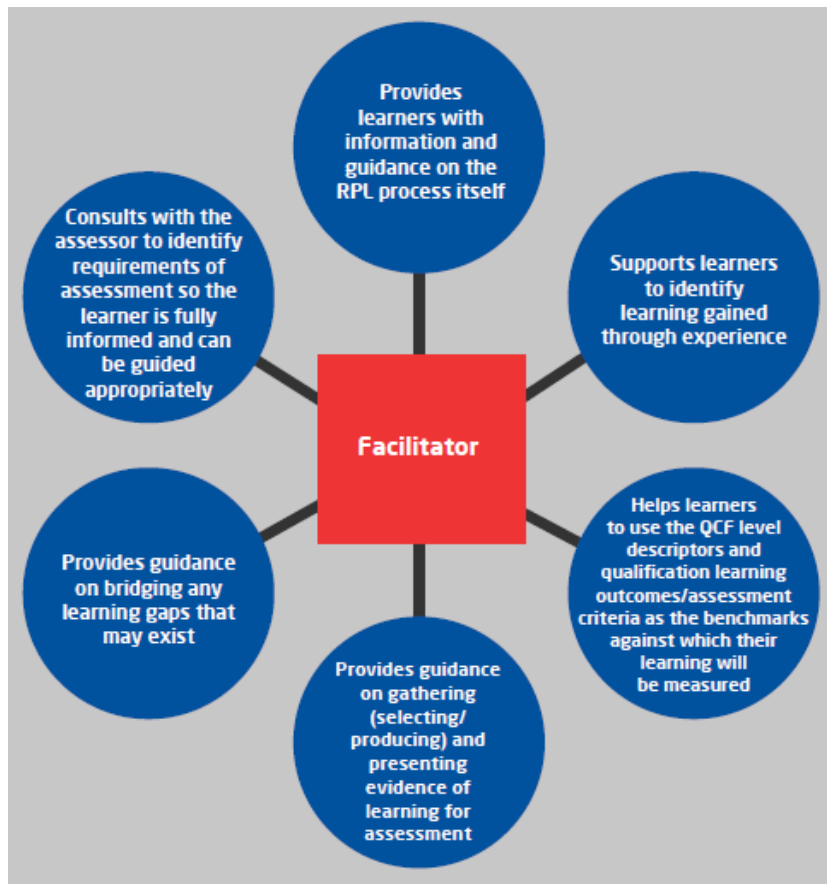 Provides
learners with
information and
guidance on the
RPL process itself
Consults with the
assessor to identify
requirements of
assessment so the
learner is fully
informed and can
be guided
appropriately
Supports learners
to identify
learning gained
through experience
Facilitator
Provides guidance
on bridging any
learning gaps that
may exist
Helps learners
to use the QCF level
descriptors and
qualification learning
outcomes/assessment
criteria as the benchmarks
against which their
learning will
be measured
Provides guidance
on gathering
(selecting/
producing) and
presenting
evidence of
learning for
assessment